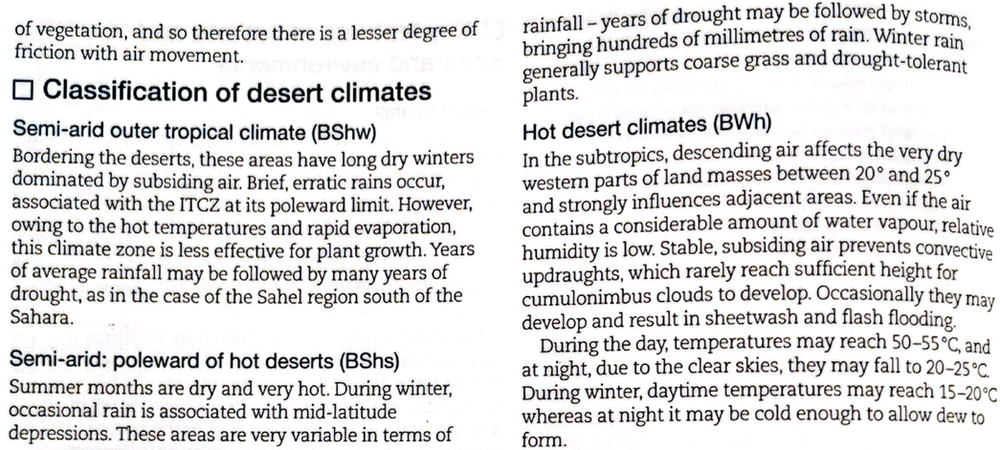 of vegetation, and so therefore there is a lesser degree of
friction with air movement.
Classification of desert climates
Semi-arid outer tropical climate (BShw)
Bordering the deserts, these areas have long dry winters
dominated by subsiding air. Brief, erratic rains occur,
associated with the ITCZ at its poleward limit. However,
owing to the hot temperatures and rapid evaporation,
this climate zone is less effective for plant growth. Years
of average rainfall may be followed by many years of
drought, as in the case of the Sahel region south of the
Sahara.
Semi-arid: poleward of hot deserts (BShs)
Summer months are dry and very hot. During winter,
occasional rain is associated with mid-latitude
depressions. These areas are very variable in terms of
rainfall – years of drought may be followed by storms,
bringing hundreds of millimetres of rain. Winter rain
generally supports coarse grass and drought-tolerant
plants.
Hot desert climates (BWh)
In the subtropics, descending air affects the very dry
western parts of land masses between 20° and 25°
and strongly influences adjacent areas. Even if the air
contains a considerable amount of water vapour, relative
humidity is low. Stable, subsiding air prevents convective
updraughts, which rarely reach sufficient height for
cumulonimbus clouds to develop. Occasionally they may
develop and result in sheetwash and flash flooding.
During the day, temperatures may reach 50–55°C, and
at night, due to the clear skies, they may fall to 20–25°C.
During winter, daytime temperatures may reach 15–20°C
whereas at night it may be cold enough to allow dew to
form.